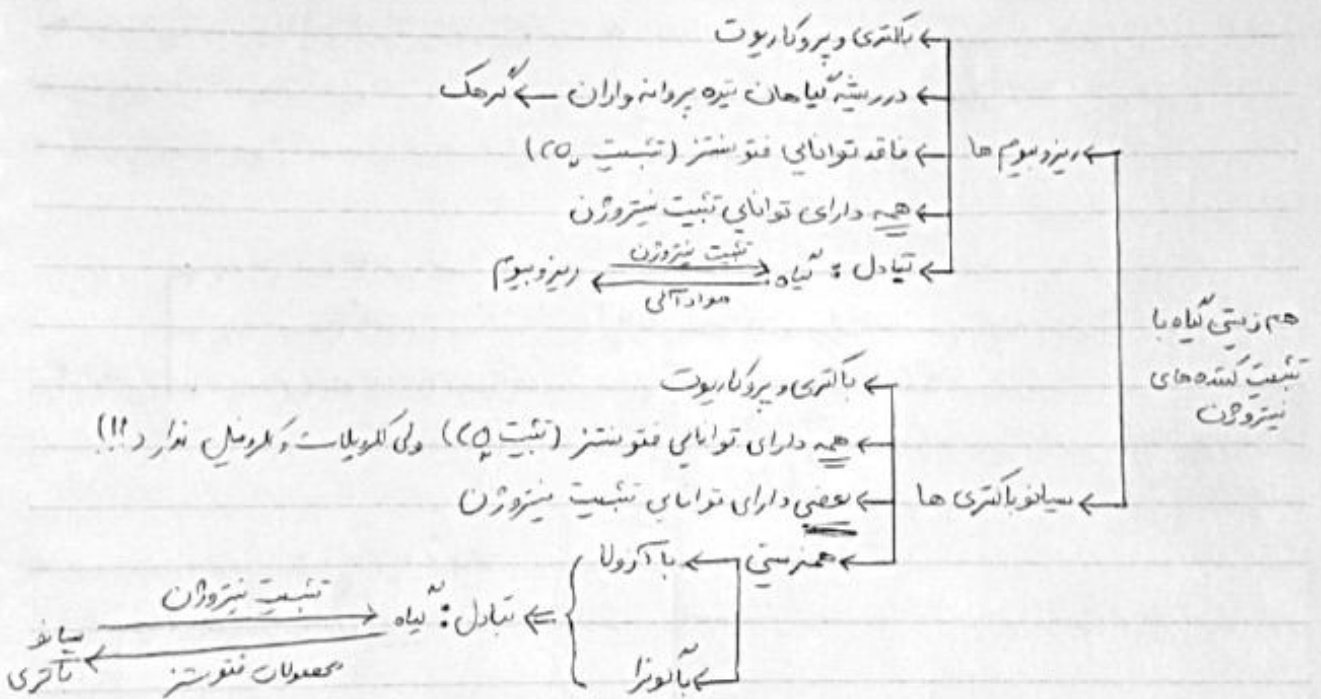 هم زیستی گیاه با
تثبیت کننده های
نیتروژن
ریزوبیوم ها
باکتری و پروکاریوت
در ریشه گیاهان تیره پروانه واران ← گرهک
فاقد توانایی فتوسنتز (تثبیت CO₂)
همه دارای توانایی تثبیت نیتروژن
تبادل : گیاه تثبیت نیتروژن مواد آلی ریزوبیوم
سیانوباکتری ها
باکتری و پروکاریوت
همه دارای توانایی فتوسنتز (تثبیت CO₂) ولی کلروپلاست و کلروفیل ندارد (!!)
بعضی دارای توانایی تثبیت نیتروژن
همزیستی
با آزولا
با گونرا
تبادل : گیاه تثبیت نیتروژن محصولات فتوسنتز سیانو
باکتری